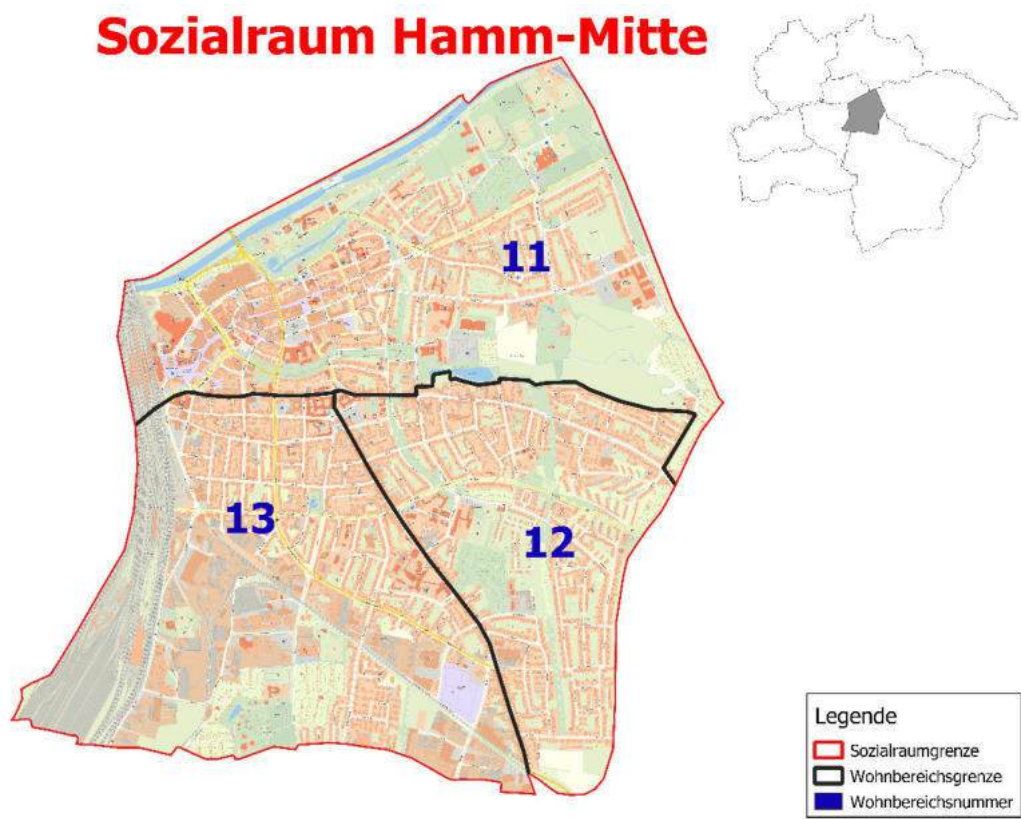 Sozialraum Hamm-Mitte
11
13
12
Legende
Sozialraumgrenze
Wohnbereichsgrenze
Wohnbereichsnummer